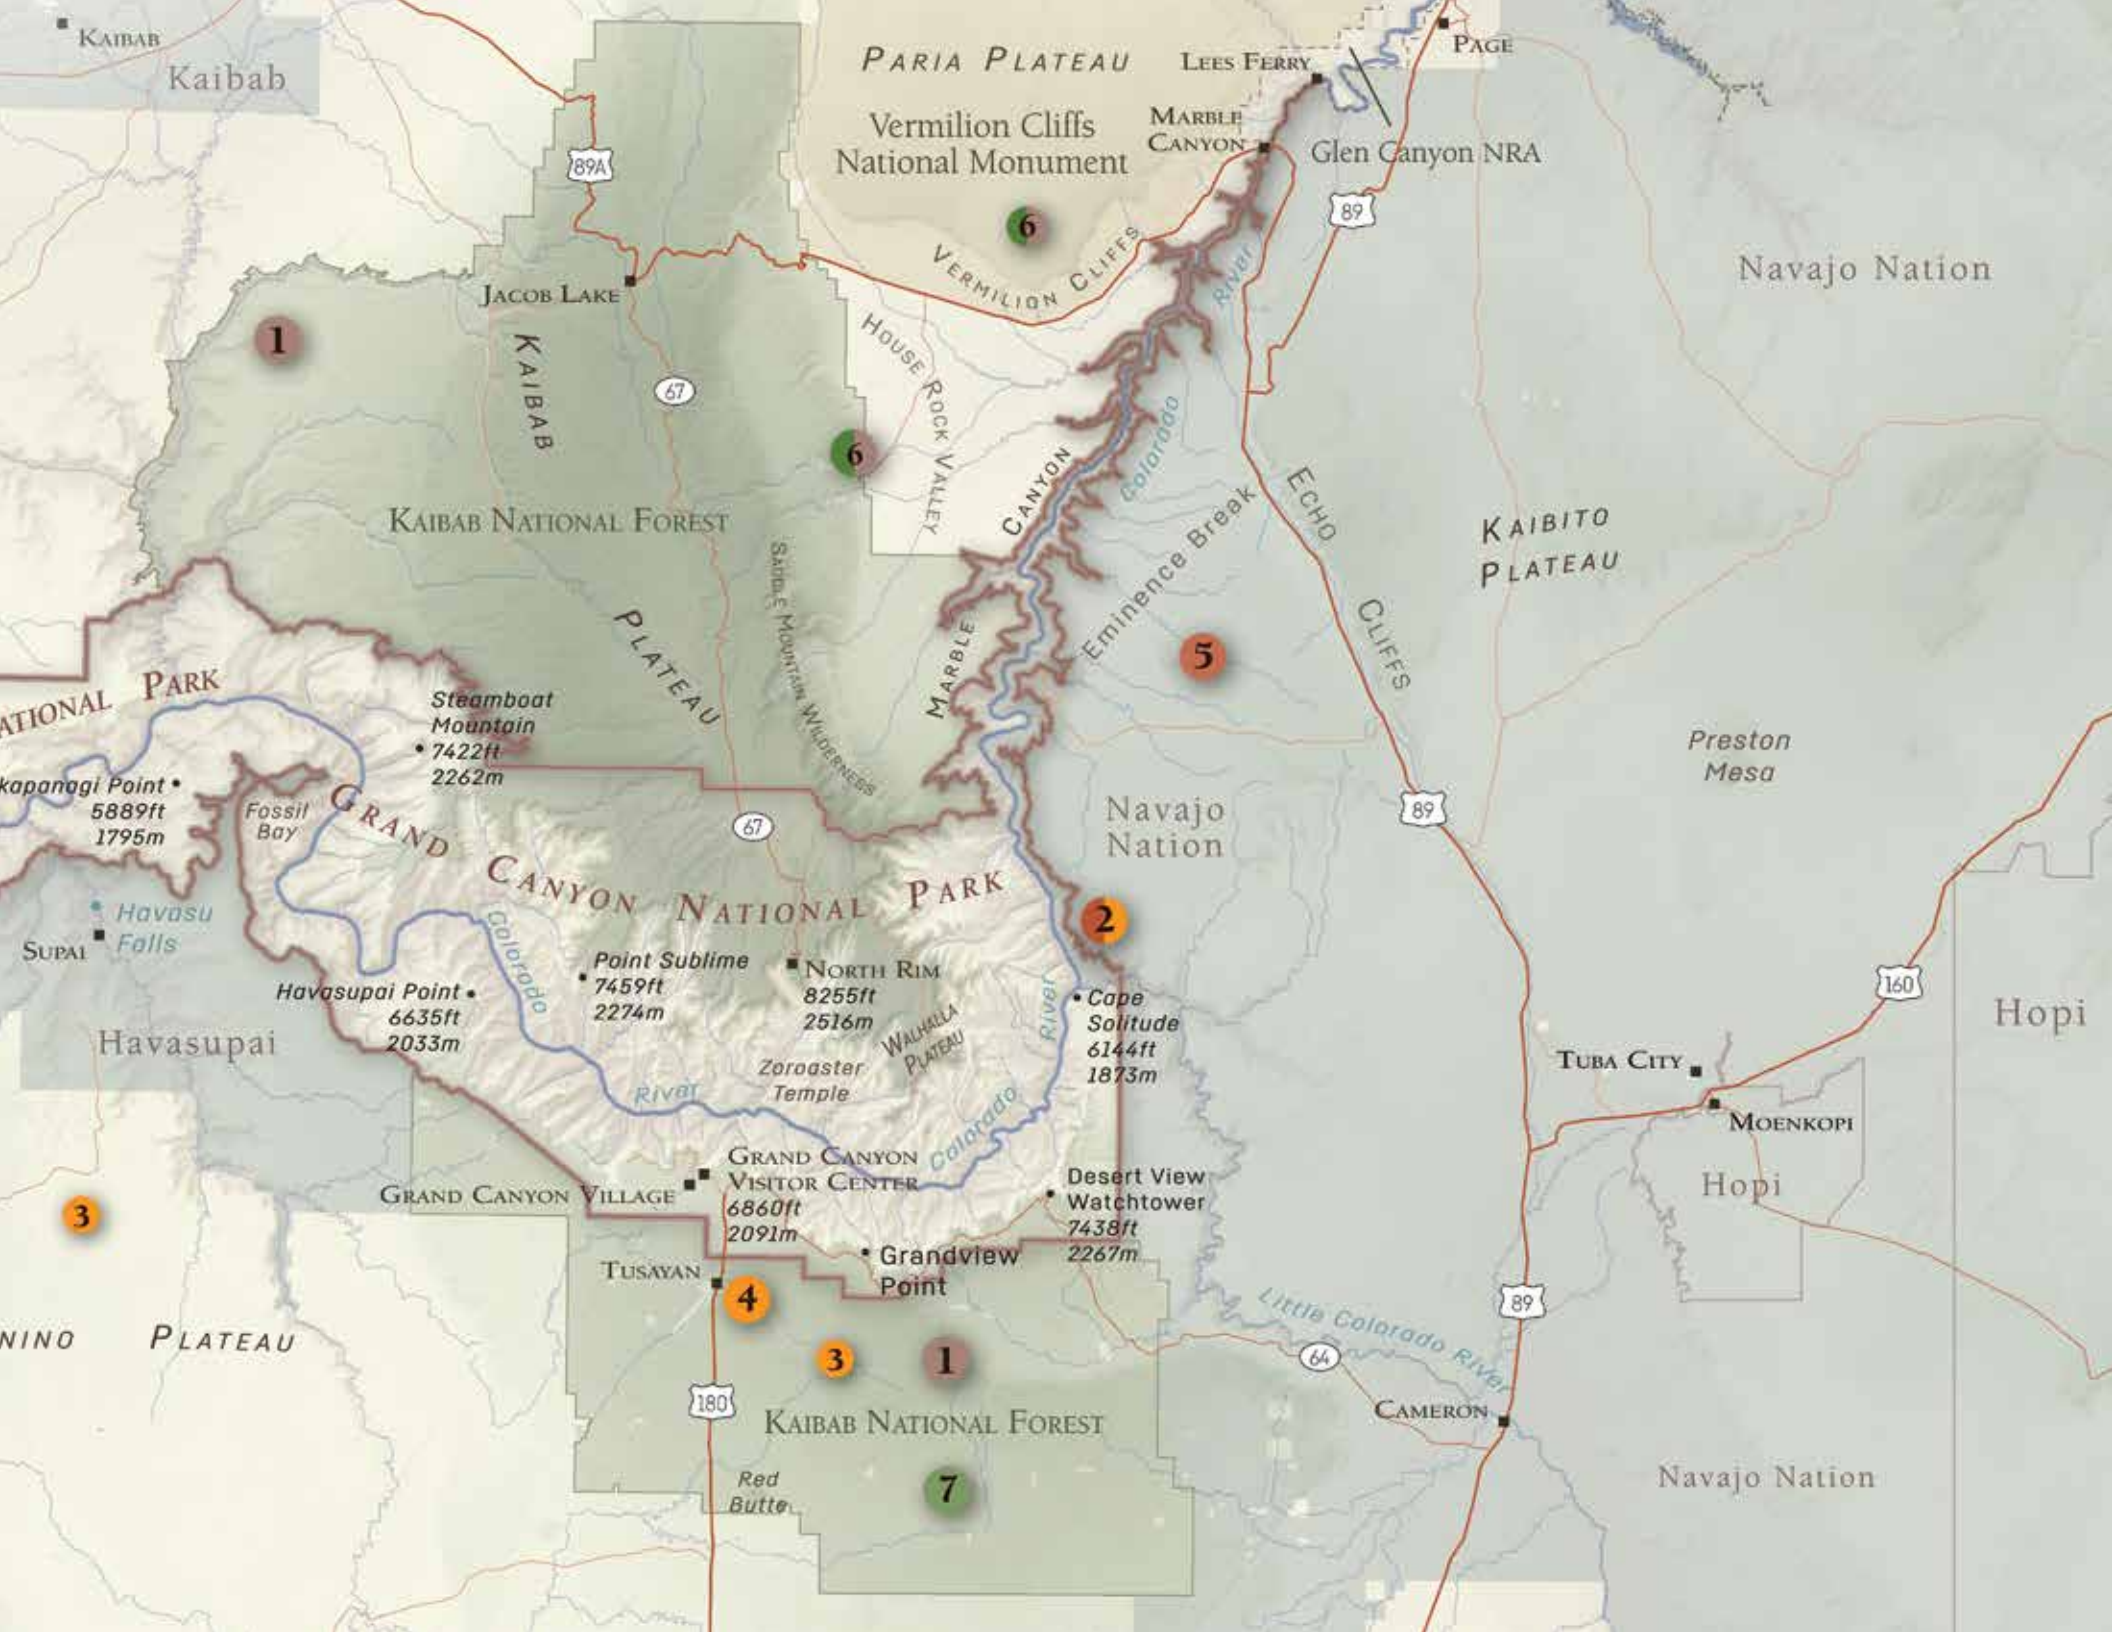 Kaibab
Kaibab
Paria Plateau
Lees Ferry
Page
Vermilion Cliffs
National Monument
Marble
Canyon
Glen Canyon NRA
89A
89
6
Vermilion Cliffs
River
Navajo Nation
Jacob Lake
1
Kaibab
House Rock Valley
67
6
Colorado
Canyon
Echo
Kaibab National Forest
Kaibito
Plateau
Saddle Mountain Wilderness
Eminence Break
Cliffs
Plateau
Marble
5
National Park
Steamboat
Mountain
7422ft
2262m
Preston
Mesa
kapanagi Point
5889ft
1795m
Fossil
Bay
Grand Canyon National Park
67
Navajo
Nation
89
Havasu
Falls
Supai
2
Colorado
Point Sublime
7459ft
2274m
North Rim
8255ft
2516m
160
Havasupai Point
6635ft
2033m
River
Cape
Solitude
6144ft
1873m
Hopi
Havasupai
Walhalla
Plateau
Zoroaster
Temple
Tuba City
River
Colorado
Moenkopi
Grand Canyon
Visitor Center
6860ft
2091m
Grand Canyon Village
Desert View
Watchtower
7438ft
2267m
Hopi
3
Grandview
Point
Tusayan
4
89
Little Colorado River
nino Plateau
3
1
64
180
Kaibab National Forest
Cameron
Red
Butte
7
Navajo Nation